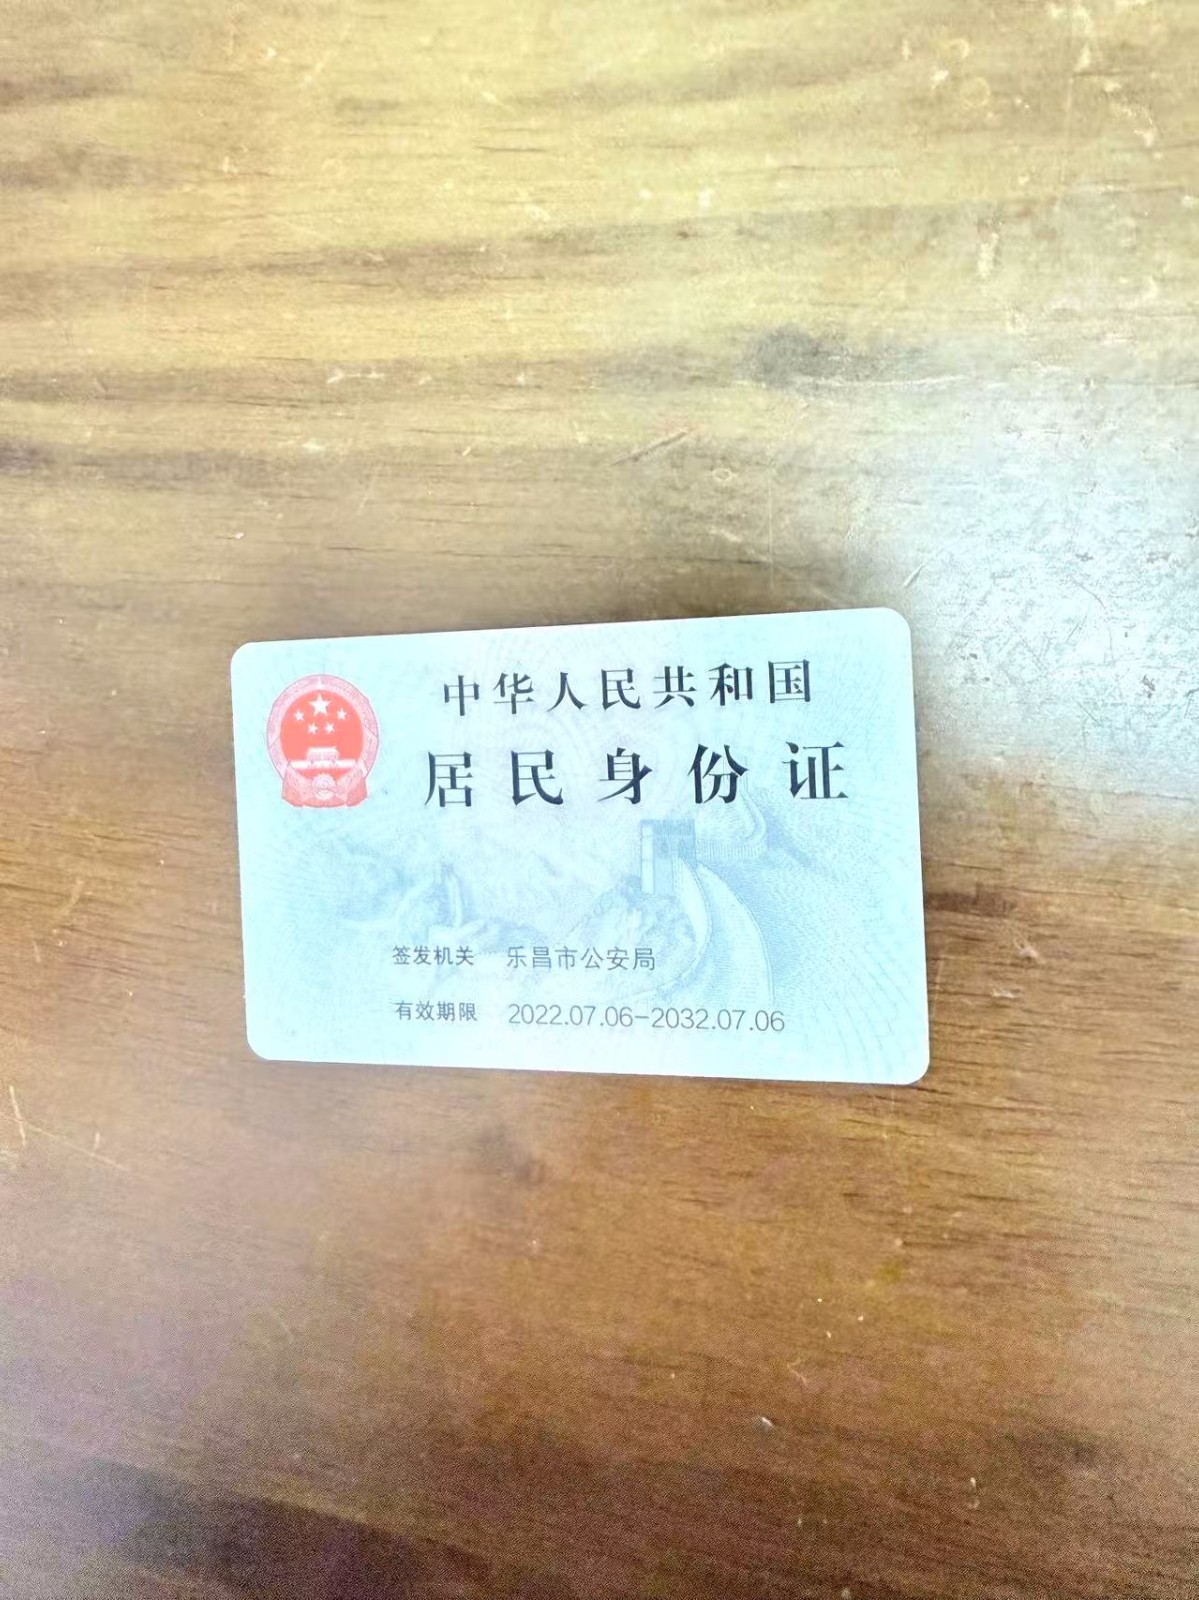 中华人民共和国
居民身份证
签发机关 乐昌市公安局
有效期限 2022.07.06-2032.07.06